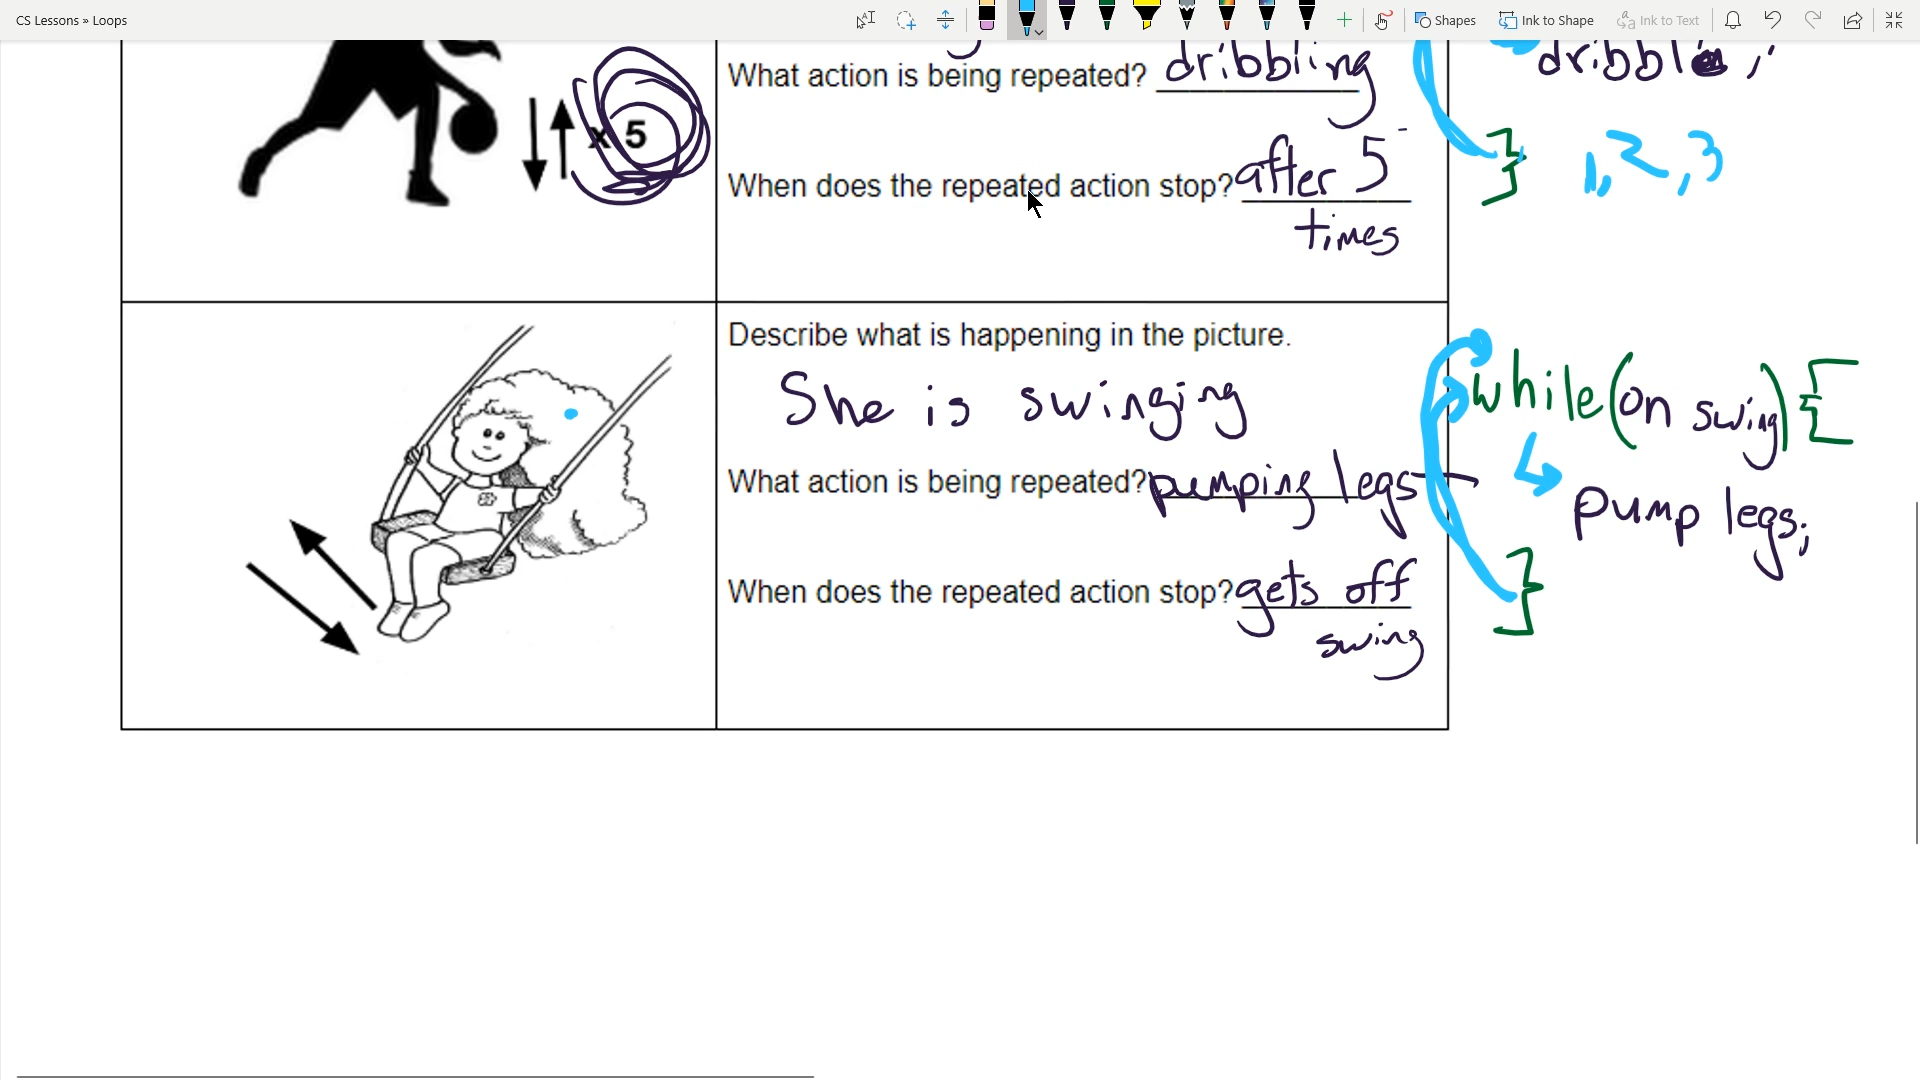 CS Lessons » Loops
Shapes
Ink to Shape
Ink to Text
What action is being repeated? dribbling
x 5
When does the repeated action stop? after 5
times
dribble;
} 1, 2, 3
Describe what is happening in the picture.
She is swinging
What action is being repeated? pumping legs
When does the repeated action stop? gets off
swing
while(on swing) {
pump legs;
}